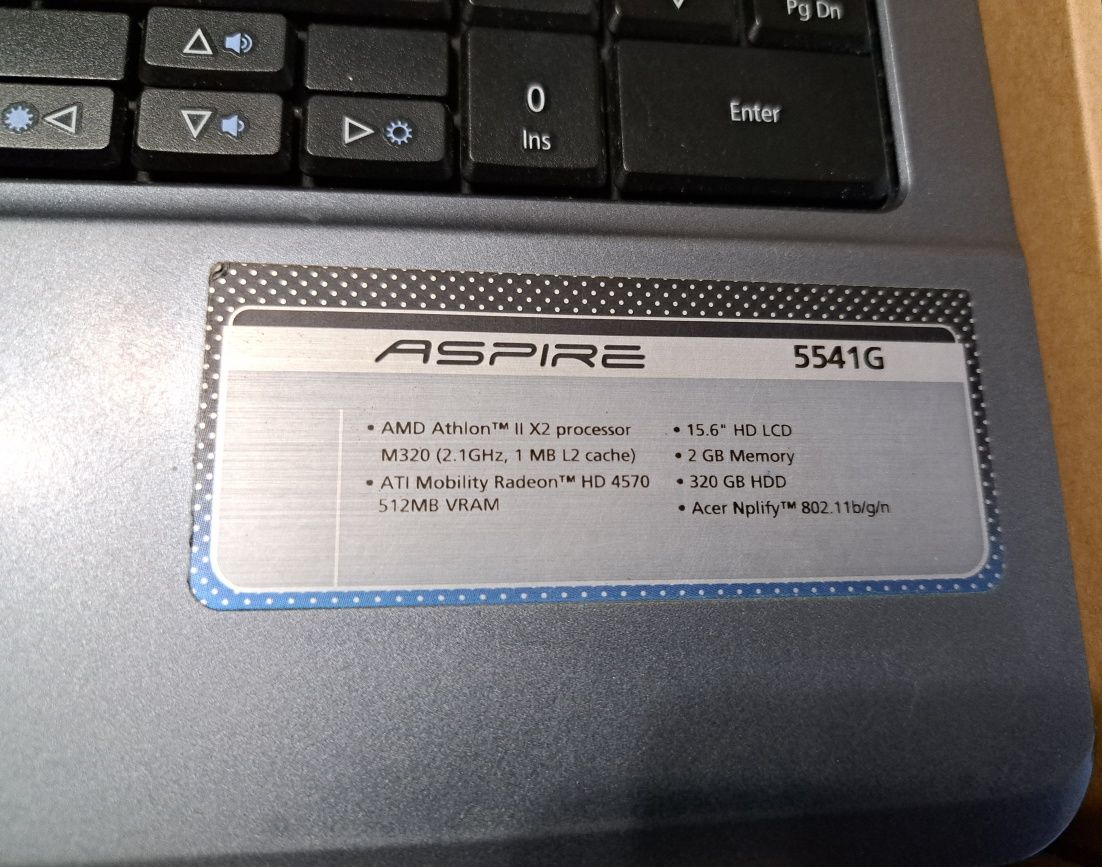 Pg Dn
0
Ins
Enter
ASPIRE 5541G
• AMD Athlon™ II X2 processor
M320 (2.1GHz, 1 MB L2 cache)
• ATI Mobility Radeon™ HD 4570
512MB VRAM
• 15.6" HD LCD
• 2 GB Memory
• 320 GB HDD
• Acer Nplify™ 802.11b/g/n